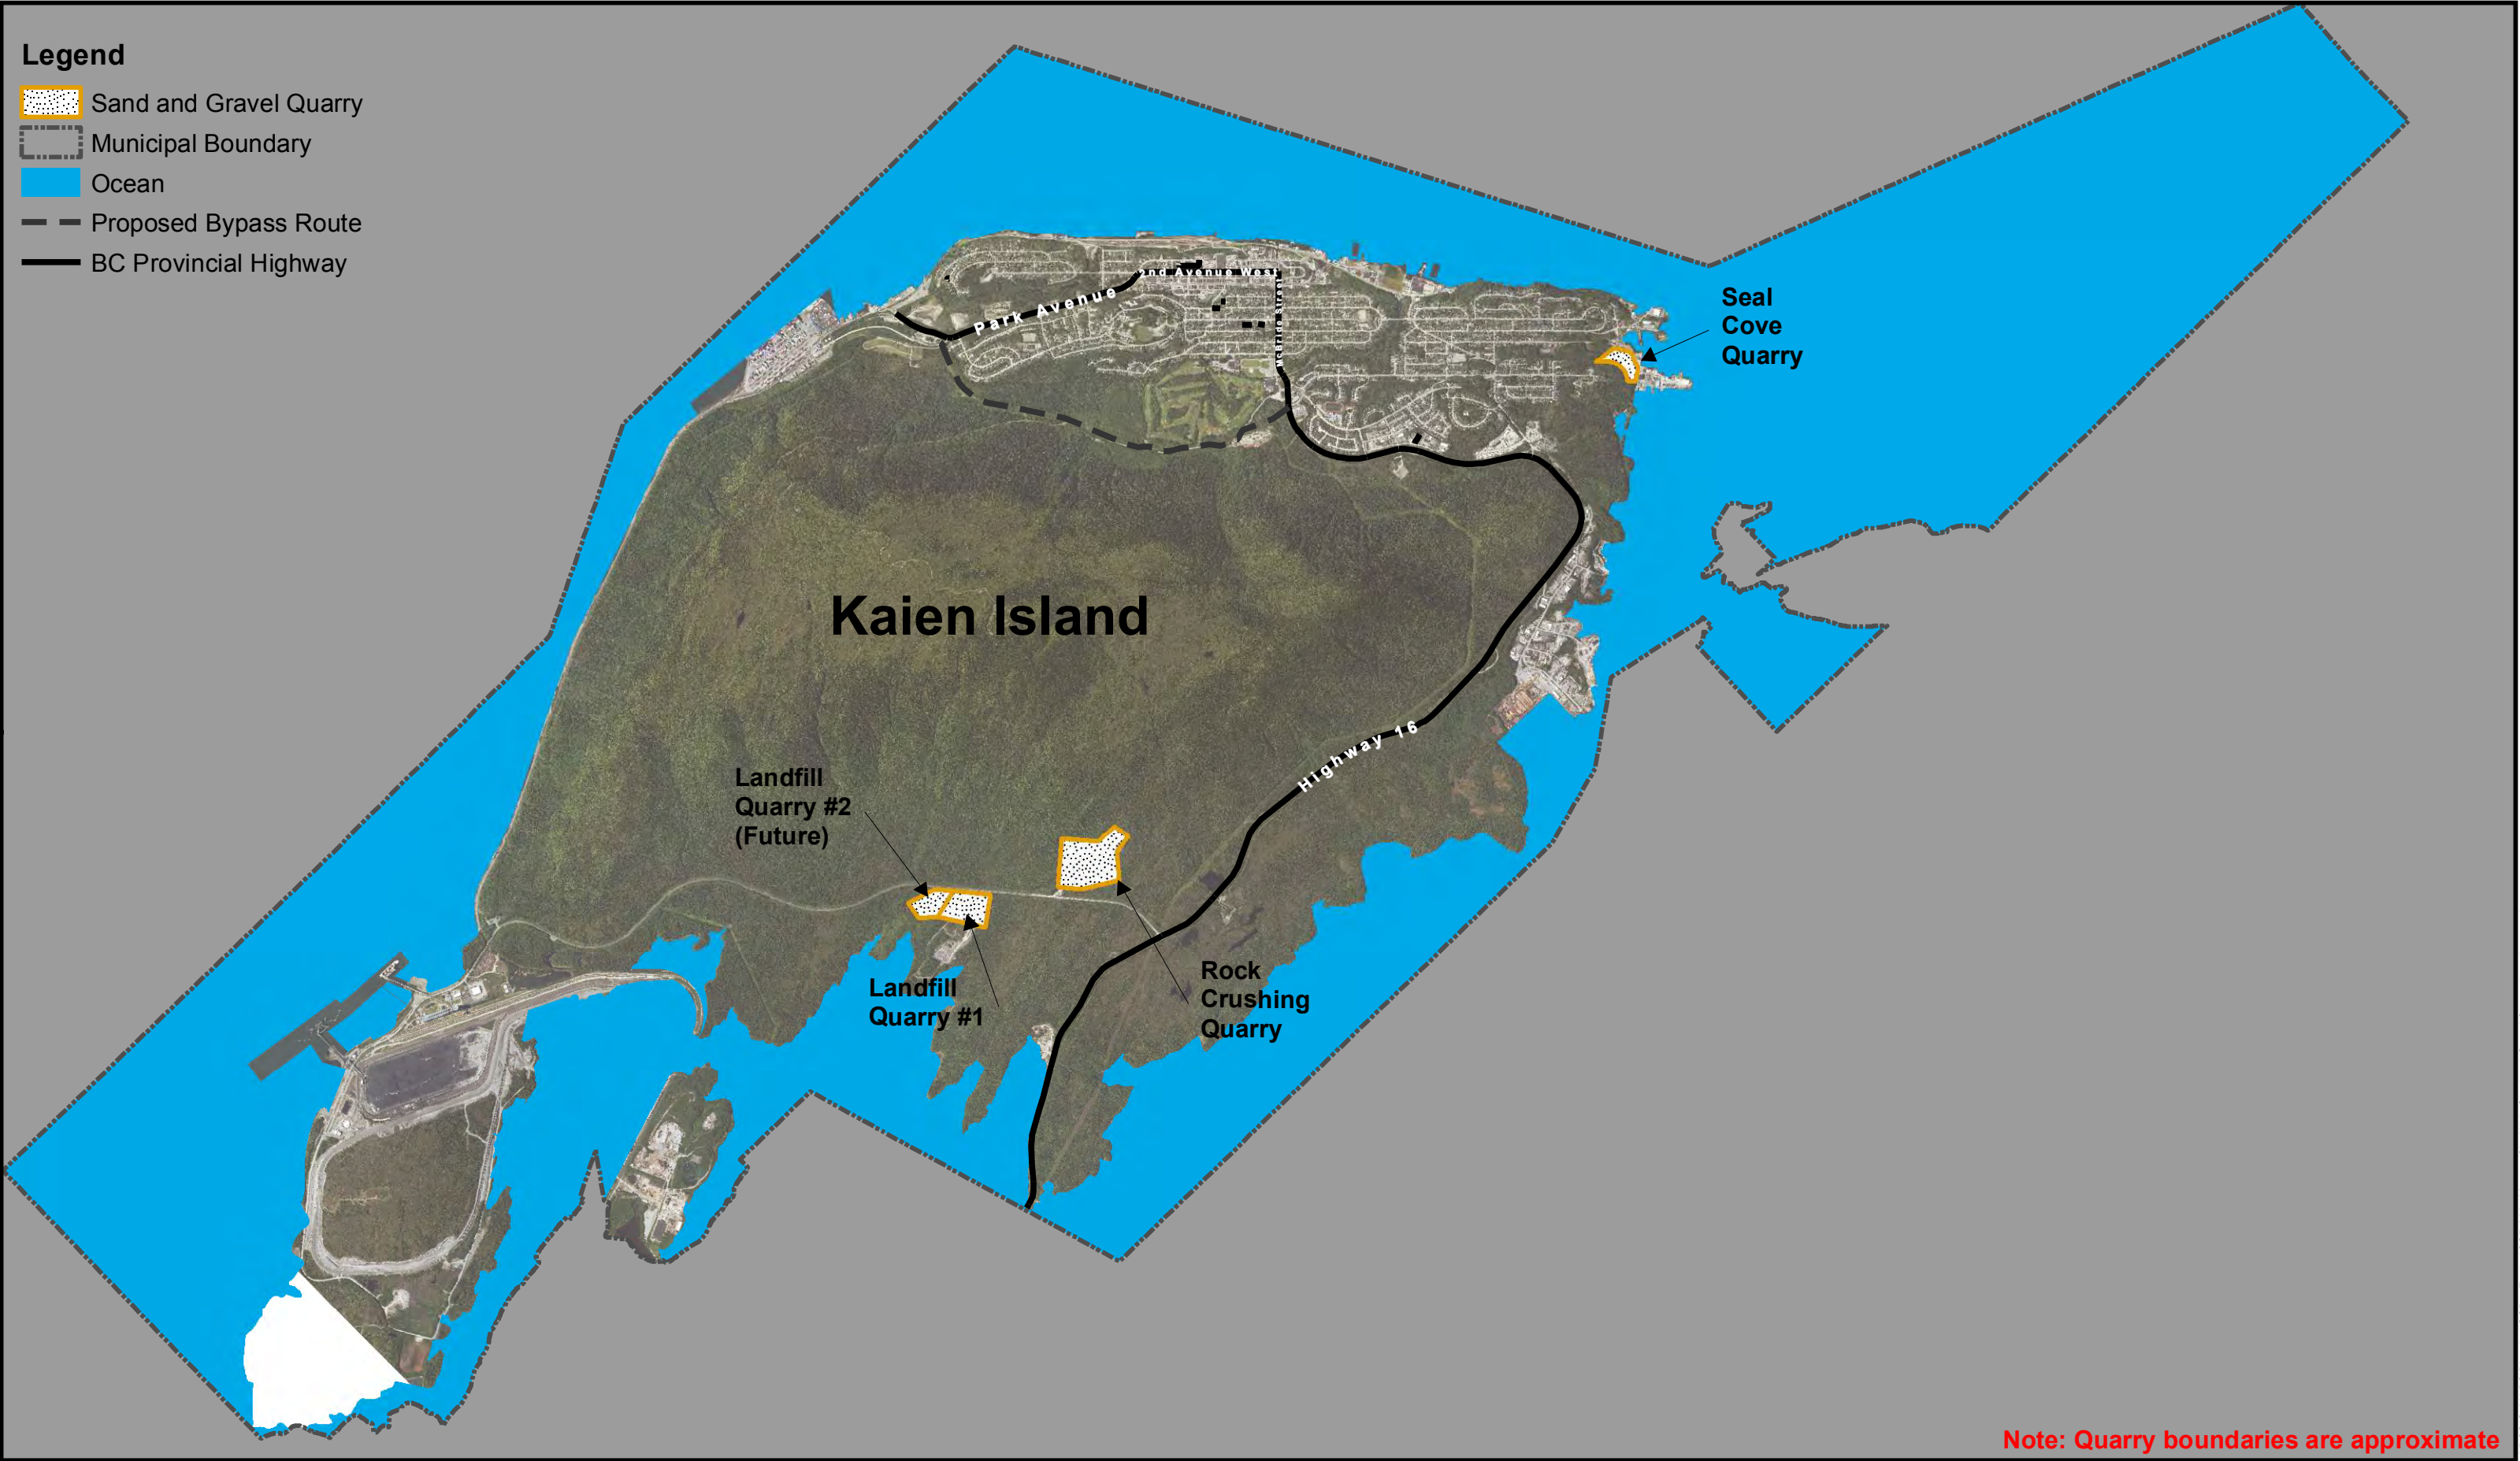 Legend
Sand and Gravel Quarry
Municipal Boundary
Ocean
Proposed Bypass Route
BC Provincial Highway
2nd Avenue West
Park Avenue
McBride Street
Seal
Cove
Quarry
Kaien Island
Highway 16
Landfill
Quarry #2
(Future)
Landfill
Quarry #1
Rock
Crushing
Quarry
Note: Quarry boundaries are approximate